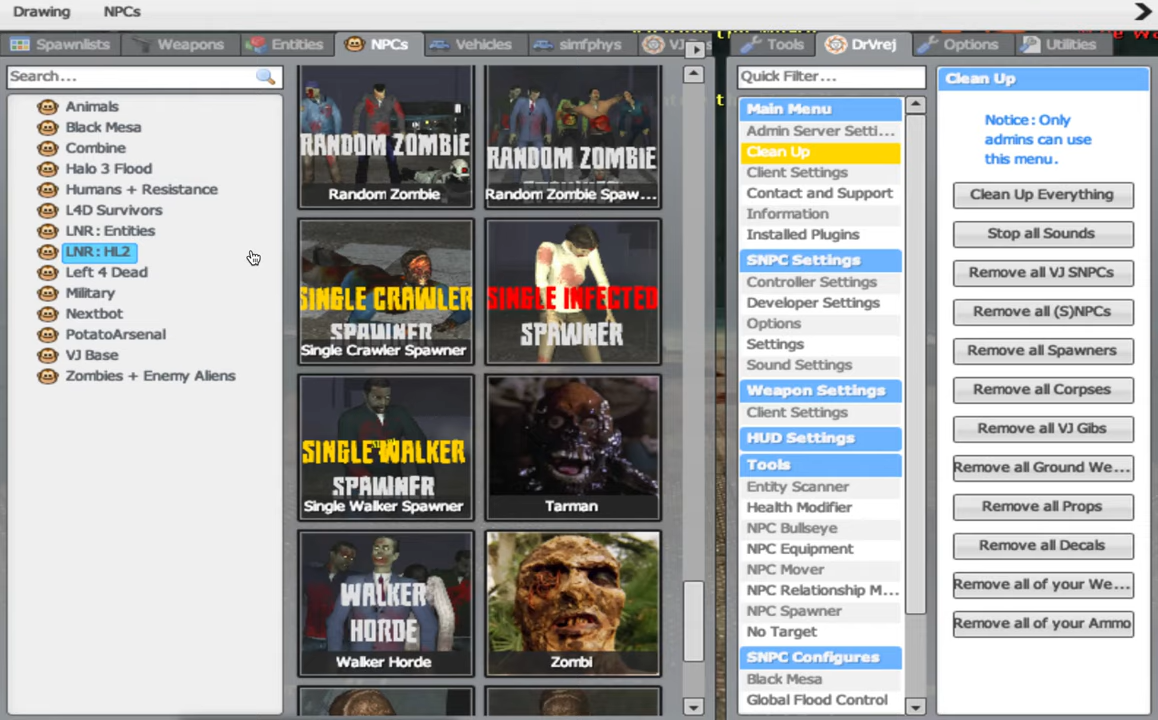 Drawing NPCs
Spawnlists Weapons Entities NPCs Vehicles simfphys
Search...
Animals
Black Mesa
Combine
Halo 3 Flood
Humans + Resistance
L4D Survivors
LNR: Entities
LNR: HL2
Left 4 Dead
Military
Nextbot
PotatoArsenal
VJ Base
Zombies + Enemy Aliens
RANDOM ZOMBIE
Random Zombie
RANDOM ZOMBIE
Random Zombie Spaw...
SINGLE CRAWLER
SPAWNER
Single Crawler Spawner
SINGLE INFECTED
SPAWNER
SINGLE WALKER
SPAWNER
Single Walker Spawner
Tarman
WALKER
HORDE
Walker Horde
Zombi
Tools DrVrej Options Utilities
Quick Filter...
Main Menu
Admin Server Setti...
Clean Up
Client Settings
Contact and Support
Information
Installed Plugins
SNPC Settings
Controller Settings
Developer Settings
Options
Settings
Sound Settings
Weapon Settings
Client Settings
HUD Settings
Tools
Entity Scanner
Health Modifier
NPC Bullseye
NPC Equipment
NPC Mover
NPC Relationship M...
NPC Spawner
No Target
SNPC Configures
Black Mesa
Global Flood Control
Clean Up
Notice: Only
admins can use
this menu.
Clean Up Everything
Stop all Sounds
Remove all VJ SNPCs
Remove all (S)NPCs
Remove all Spawners
Remove all Corpses
Remove all VJ Gibs
Remove all Ground We...
Remove all Props
Remove all Decals
Remove all of your We...
Remove all of your Ammo